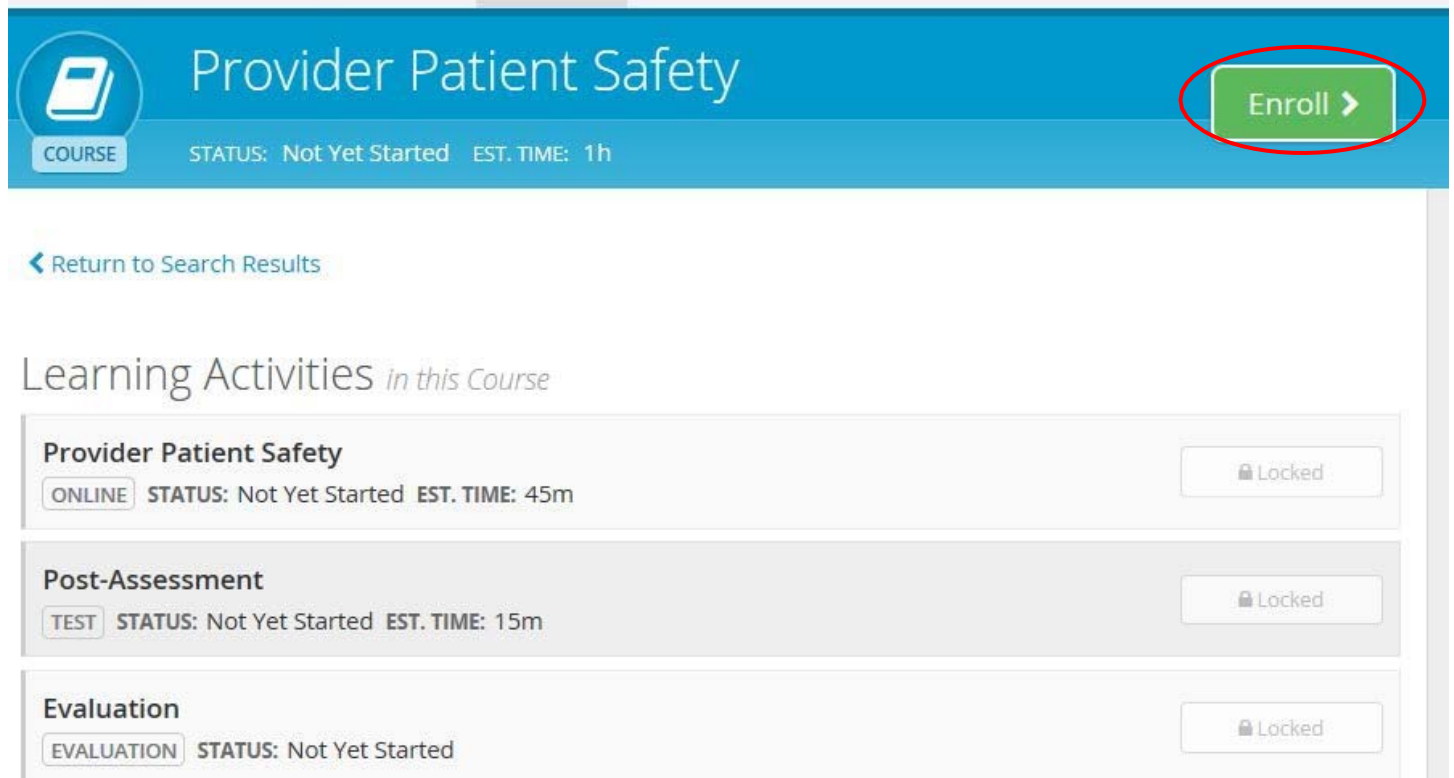 Provider Patient Safety
Enroll
COURSE
STATUS: Not Yet Started EST. TIME: 1h
Return to Search Results
Learning Activities in this Course
Provider Patient Safety
ONLINE STATUS: Not Yet Started EST. TIME: 45m
Locked
Post-Assessment
TEST STATUS: Not Yet Started EST. TIME: 15m
Locked
Evaluation
EVALUATION STATUS: Not Yet Started
Locked